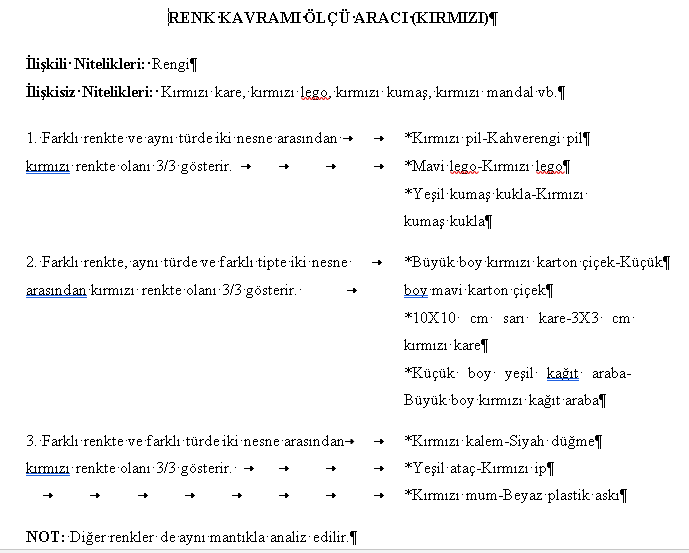 RENK KAVRAMI ÖLÇÜ ARACI (KIRMIZI)
İlişkili Nitelikleri: Rengi
İlişkisiz Nitelikleri: Kırmızı kare, kırmızı lego, kırmızı kumaş, kırmızı mandal vb.
1. Farklı renkte ve aynı türde iki nesne arasından
kırmızı renkte olanı 3/3 gösterir.
*Kırmızı pil-Kahverengi pil
*Mavi lego-Kırmızı lego
*Yeşil kumaş kukla-Kırmızı
kumaş kukla
2. Farklı renkte, aynı türde ve farklı tipte iki nesne
arasından kırmızı renkte olanı 3/3 gösterir.
*Büyük boy kırmızı karton çiçek-Küçük
boy mavi karton çiçek
*10X10 cm sarı kare-3X3 cm
kırmızı kare
*Küçük boy yeşil kağıt araba-
Büyük boy kırmızı kağıt araba
3. Farklı renkte ve farklı türde iki nesne arasından
kırmızı renkte olanı 3/3 gösterir.
*Kırmızı kalem-Siyah düğme
*Yeşil ataç-Kırmızı ip
*Kırmızı mum-Beyaz plastik askı
NOT: Diğer renkler de aynı mantıkla analiz edilir.